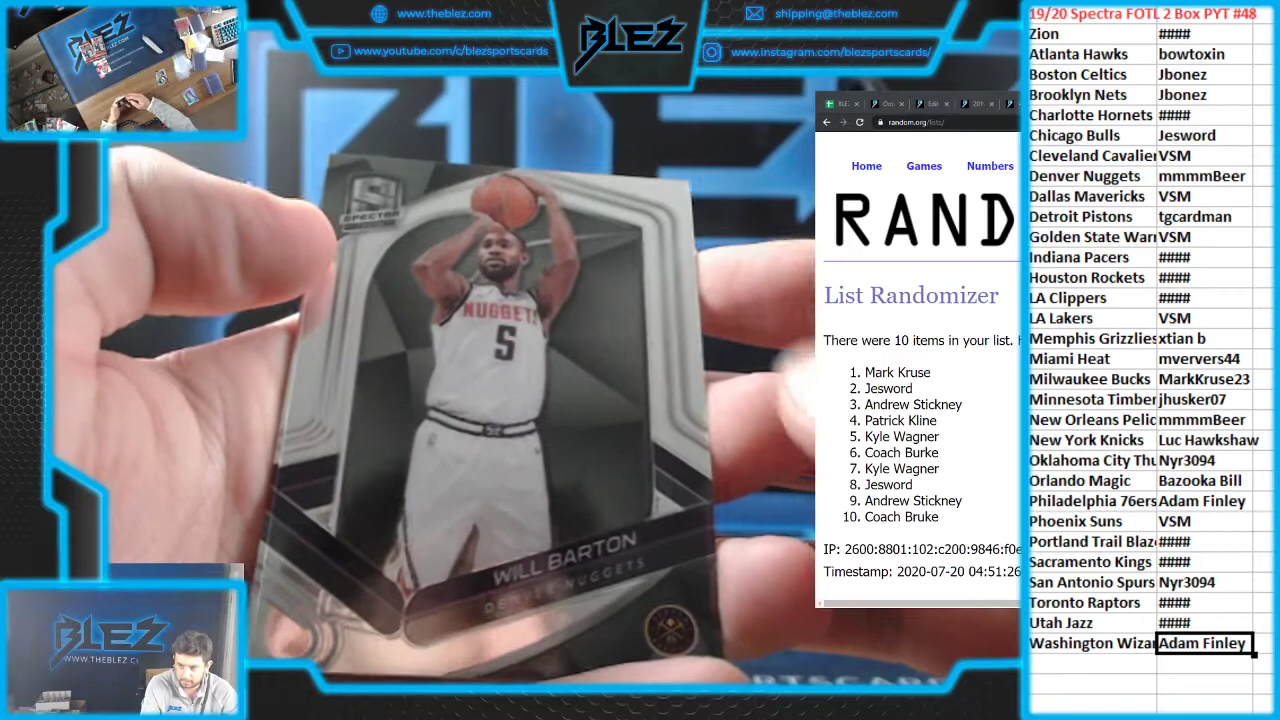 www.theblez.com
shipping@theblez.com
www.youtube.com/c/blezsportscards
BLEZ
www.instagram.com/blezsportscards/
random.org/lists/
Home Games Numbers
RAND
List Randomizer
There were 10 items in your list.
1. Mark Kruse
2. Jesword
3. Andrew Stickney
4. Patrick Kline
5. Kyle Wagner
6. Coach Burke
7. Kyle Wagner
8. Jesword
9. Andrew Stickney
10. Coach Bruke
IP: 2600:8801:102:c200:9846:f0e
Timestamp: 2020-07-20 04:51:26
19/20 Spectra FOTL 2 Box PYT #48
Zion ####
Atlanta Hawks bowtoxin
Boston Celtics Jbonez
Brooklyn Nets Jbonez
Charlotte Hornets ####
Chicago Bulls Jesword
Cleveland Cavalier VSM
Denver Nuggets mmmmBeer
Dallas Mavericks VSM
Detroit Pistons tgcardman
Golden State Warr VSM
Indiana Pacers ####
Houston Rockets ####
LA Clippers ####
LA Lakers VSM
Memphis Grizzlies xtian b
Miami Heat mververs44
Milwaukee Bucks MarkKruse23
Minnesota Timber jhusker07
New Orleans Pelic mmmmBeer
New York Knicks Luc Hawkshaw
Oklahoma City Thu Nyr3094
Orlando Magic Bazooka Bill
Philadelphia 76ers Adam Finley
Phoenix Suns VSM
Portland Trail Blaze ####
Sacramento Kings ####
San Antonio Spurs Nyr3094
Toronto Raptors ####
Utah Jazz ####
Washington Wizar Adam Finley
SPECTRA
NUGGETS
5
WILL BARTON
DENVER NUGGETS
BLEZ
WWW.THEBLEZ.COM